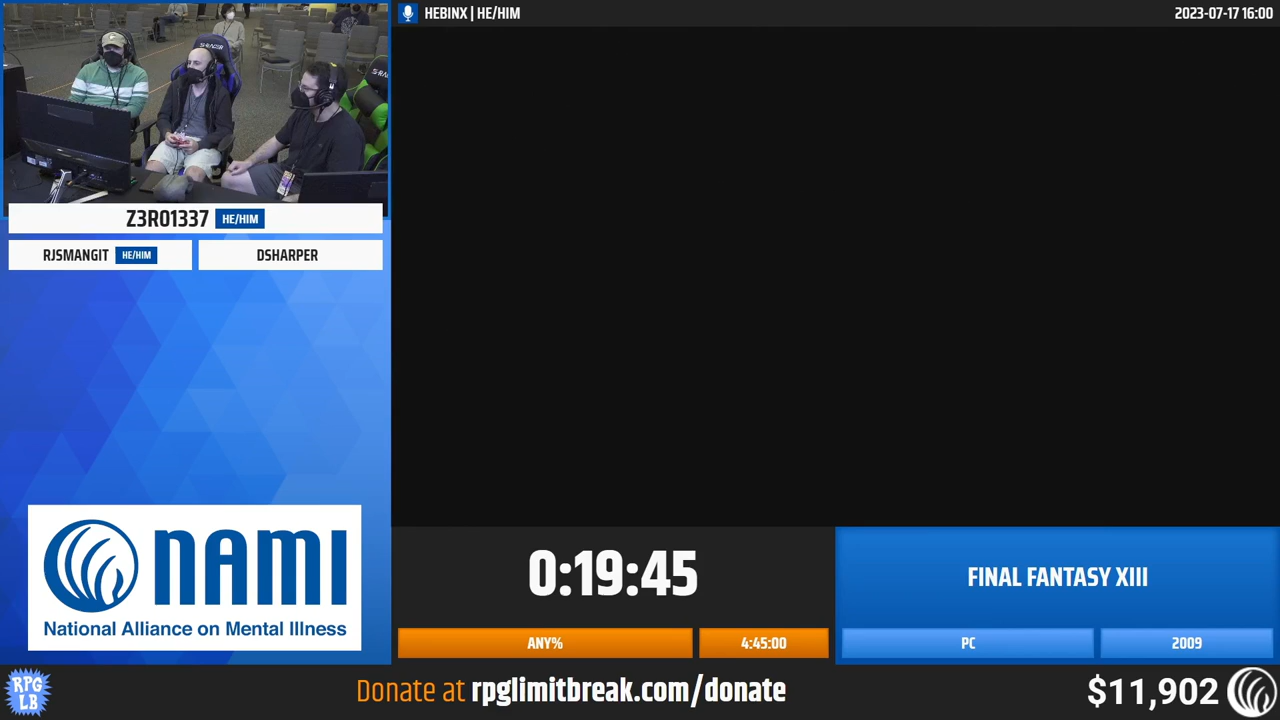 HEBINX | HE/HIM
2023-07-17 16:00
Z3R01337 HE/HIM
RJSMANGIT HE/HIM
DSHARPER
NAMI
National Alliance on Mental Illness
0:19:45
ANY%
4:45:00
FINAL FANTASY XIII
PC
2009
RPG
LB
Donate at rpglimitbreak.com/donate
$11,902